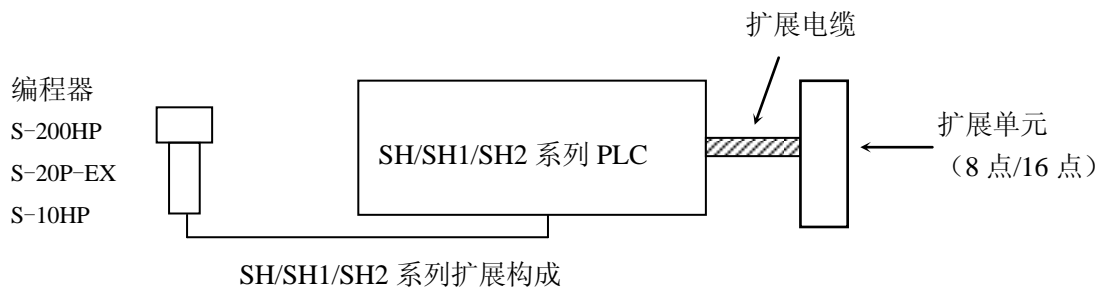 扩展电缆
编程器
S-200HP
S-20P-EX
S-10HP
SH/SH1/SH2 系列 PLC
扩展单元
（8 点/16 点）
SH/SH1/SH2 系列扩展构成